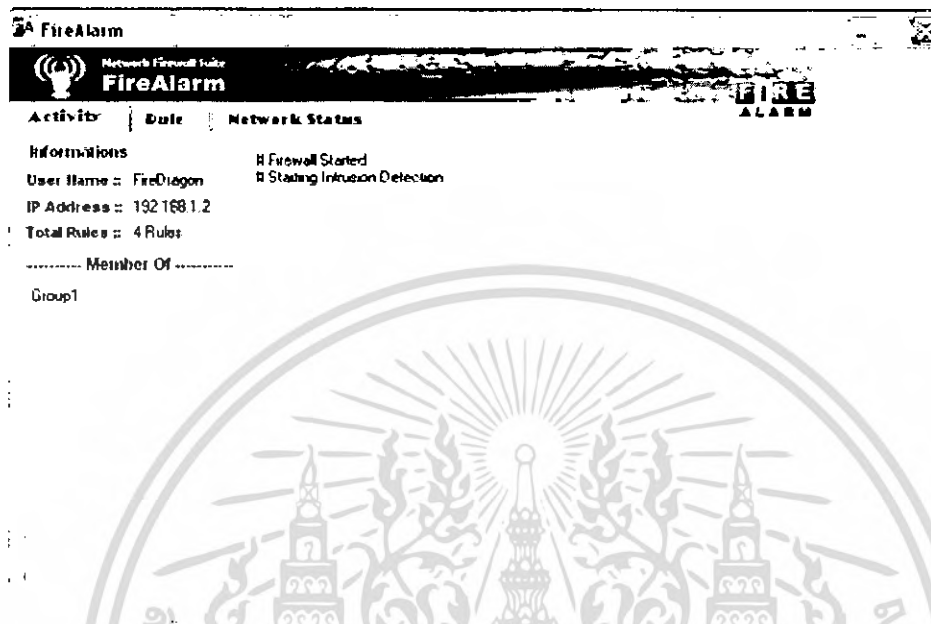 FireAlarm
Network Firewall Suite
FireAlarm
FIRE
ALARM
Activity Rule Network Status
Informations
User Name :: FireDragon
IP Address :: 192.168.1.2
Total Rules :: 4 Rules
---------- Member Of ----------
Group1
# Firewall Started
# Starting Intrusion Detection